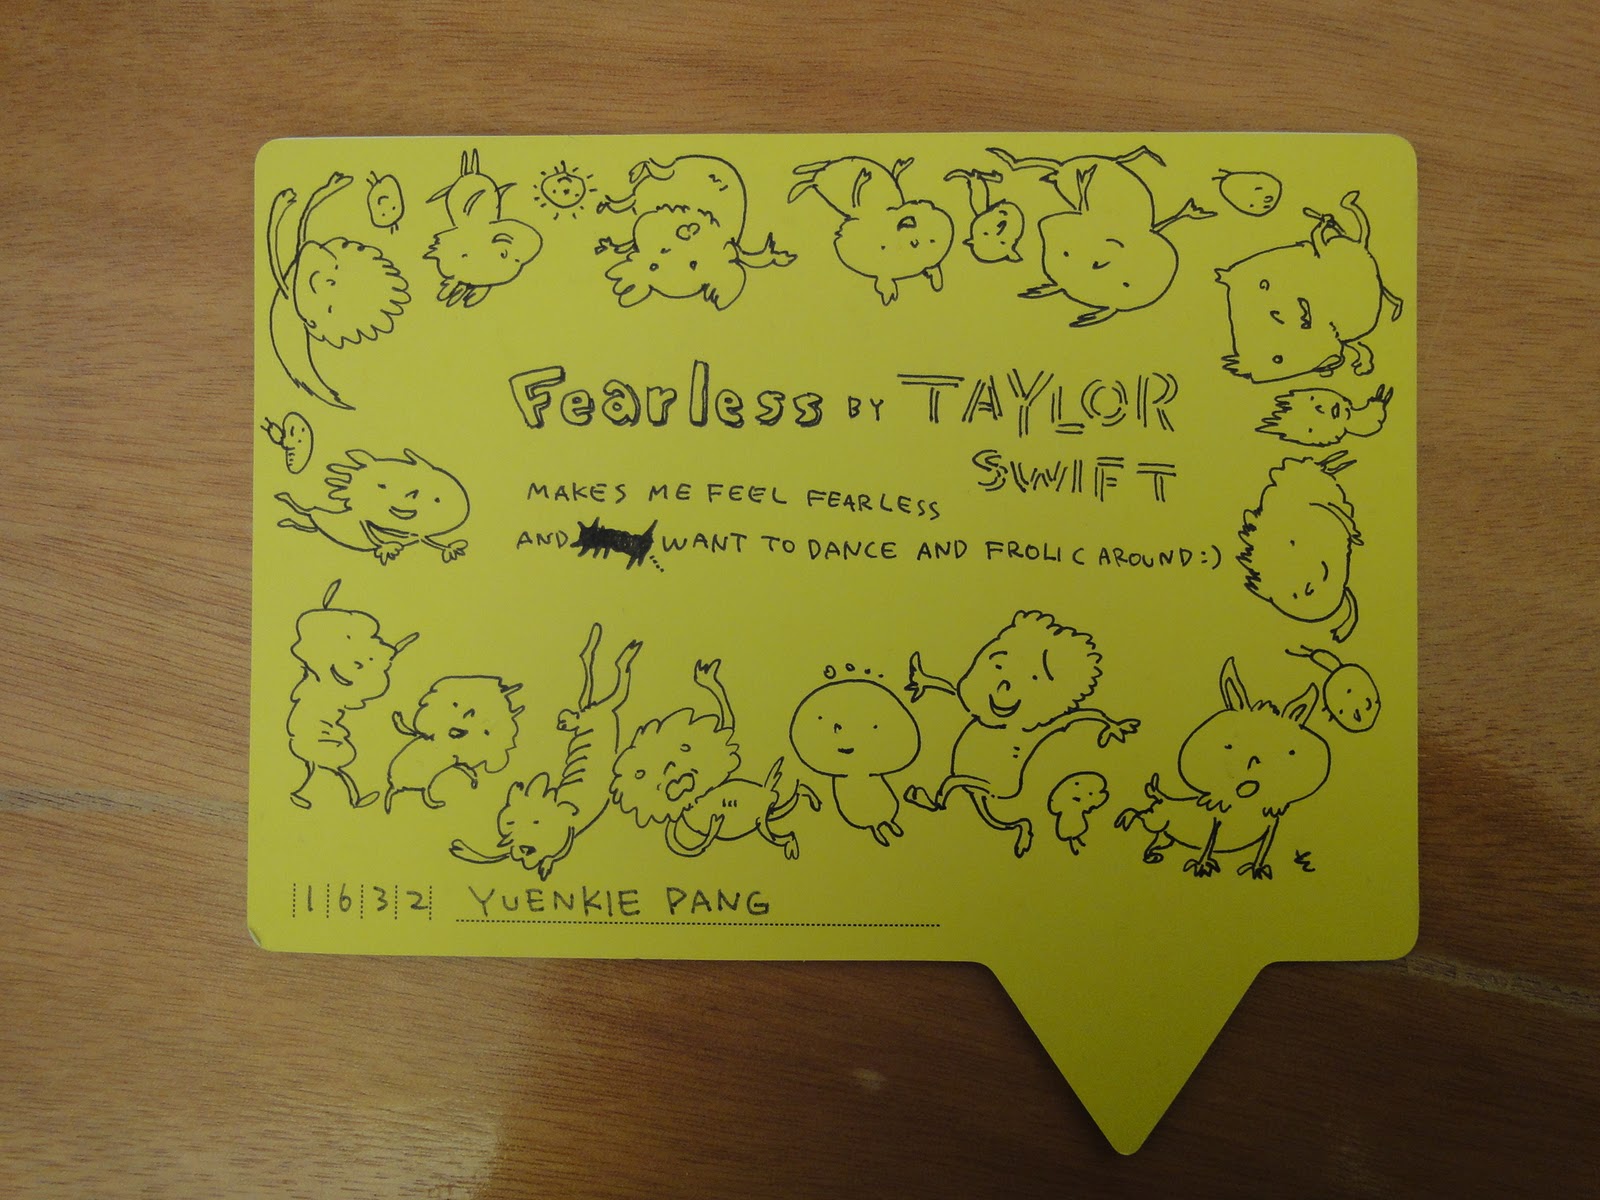 Fearless BY TAYLOR
SWIFT
MAKES ME FEEL FEARLESS
AND WANT TO DANCE AND FROLIC AROUND:)
1632 YUENKIE PANG